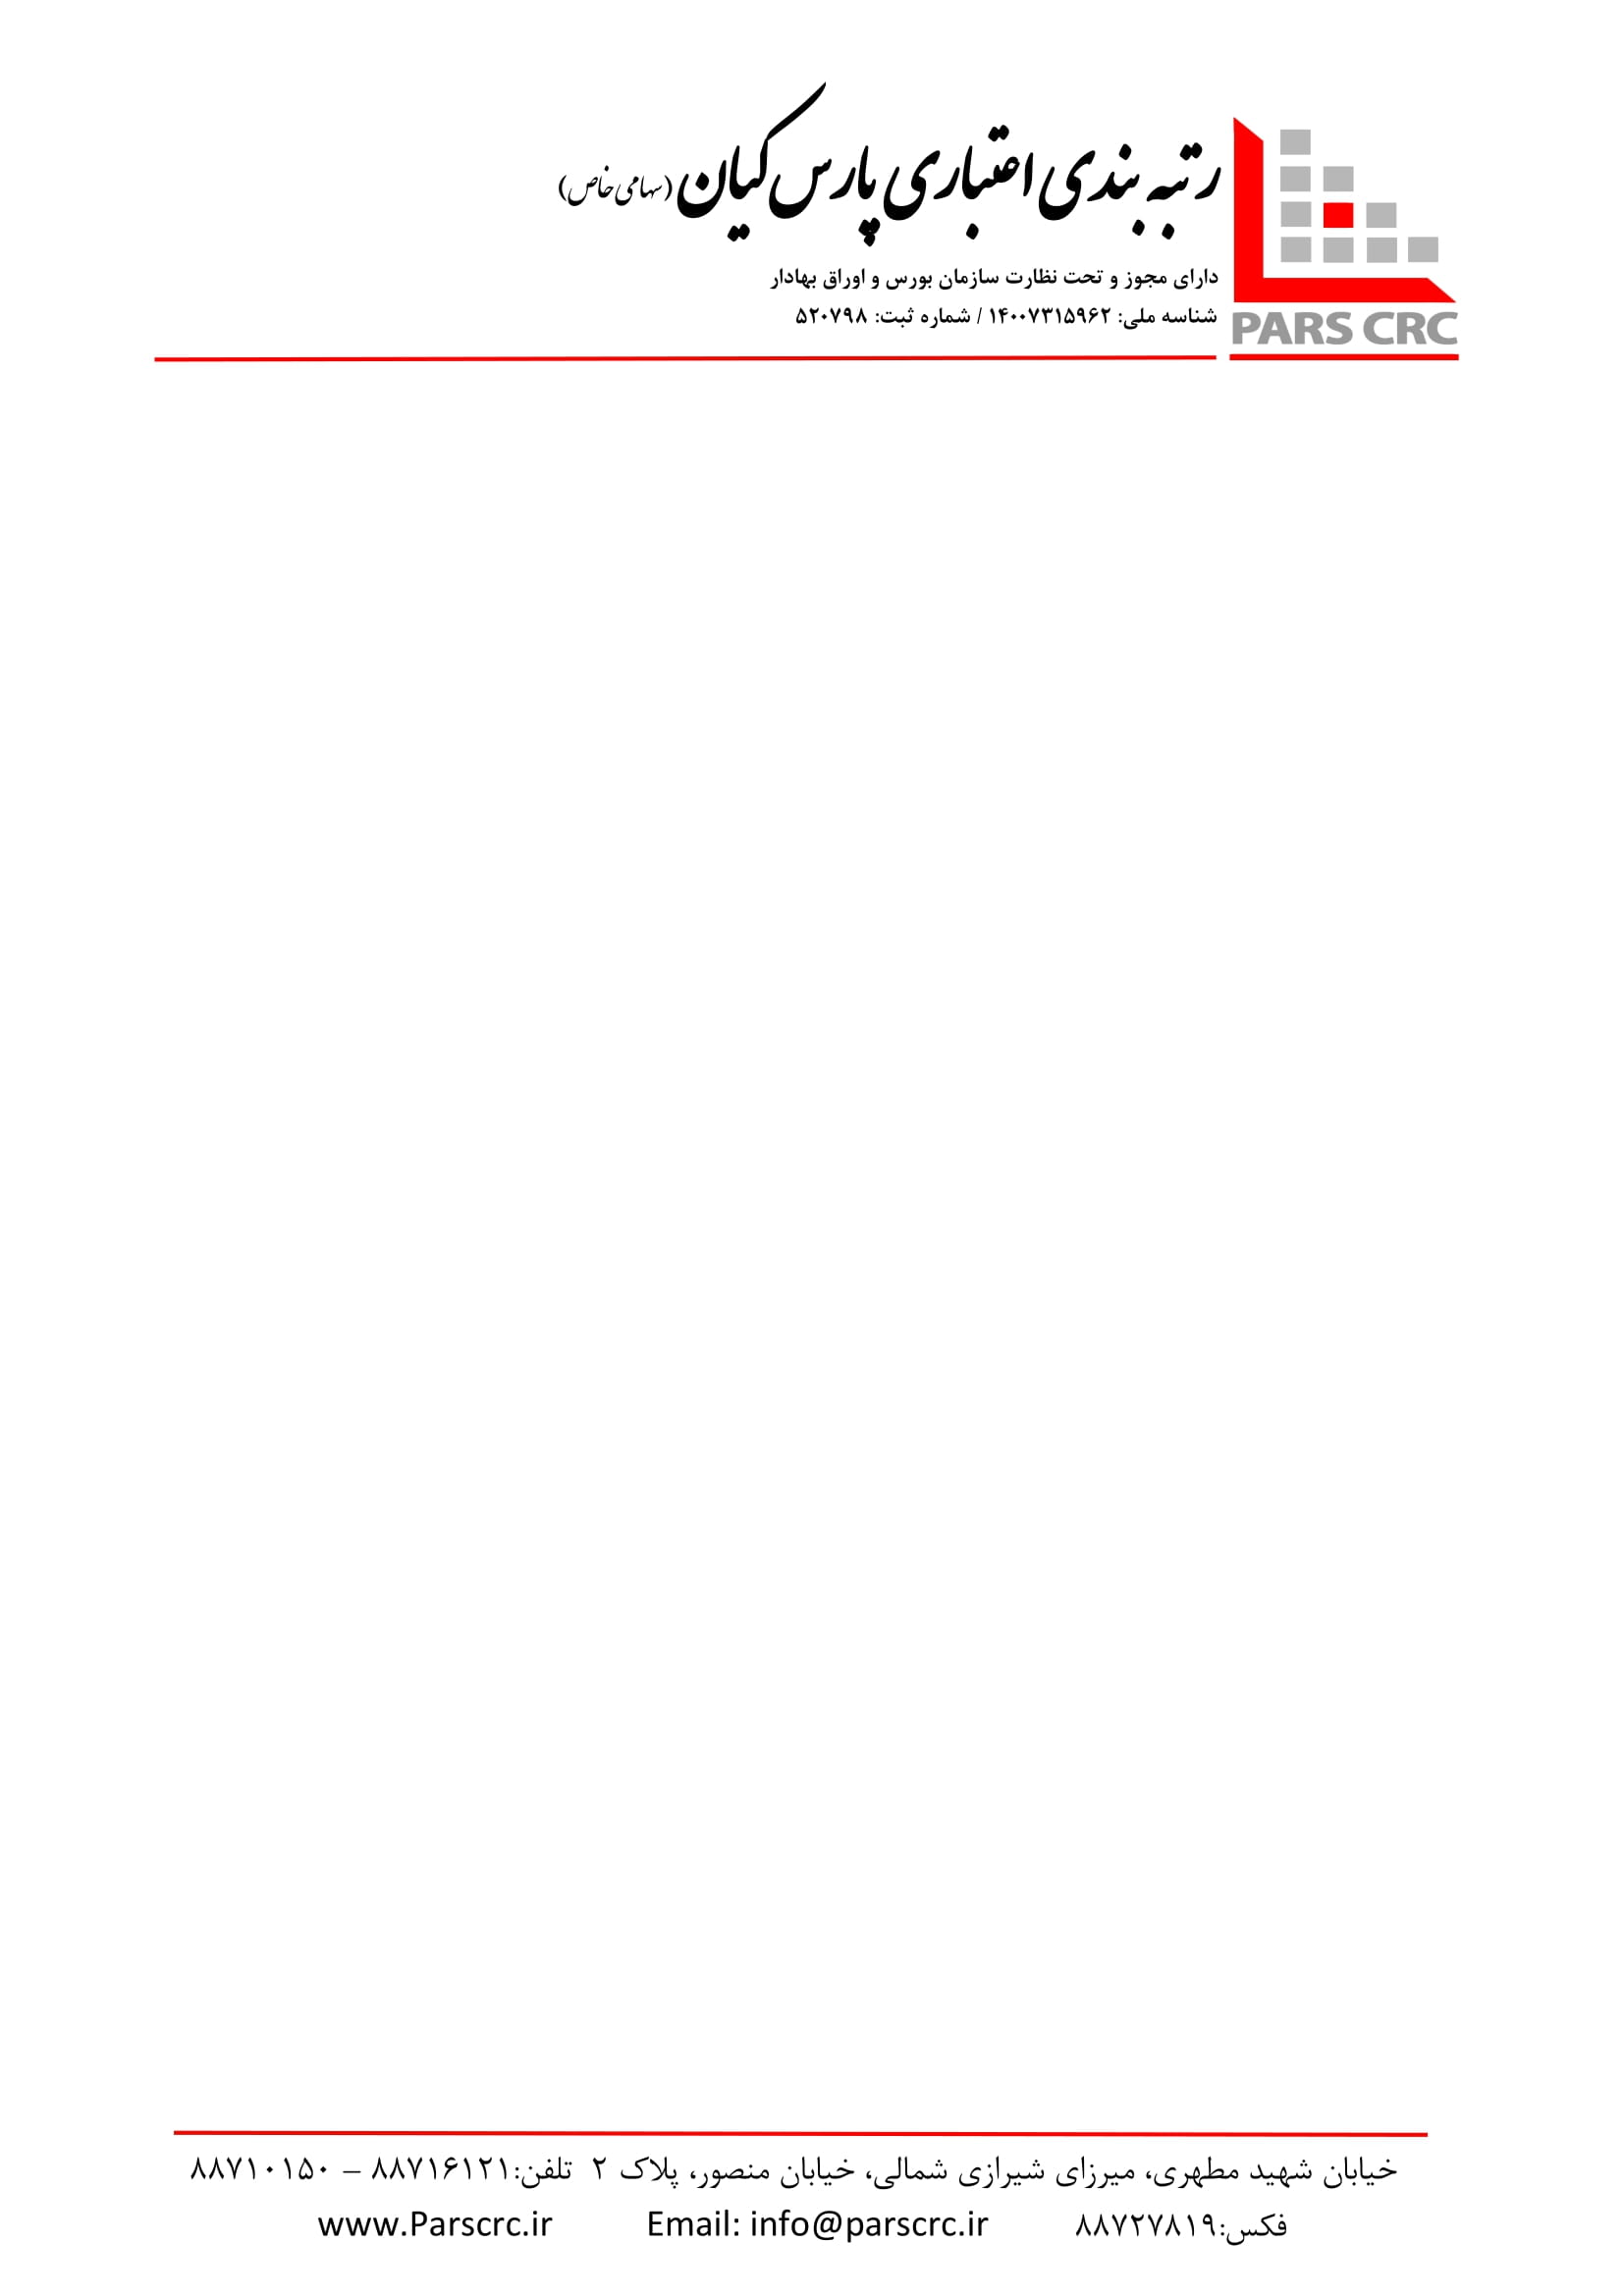 رتبه بندی اعتباری پارس کیان (سهامی خاص)
دارای مجوز و تحت نظارت سازمان بورس و اوراق بهادار
شناسه ملی: ۱۴۰۰۷۳۱۵۹۶۲ / شماره ثبت: ۵۲۰۷۹۸
PARS CRC
خیابان شهید مطهری، میرزای شیرازی شمالی، خیابان منصور، پلاک ۲ تلفن:۸۸۷۱۶۱۲۱ – ۸۸۷۱۰۱۵۰
فکس:۸۸۷۲۷۸۱۹ Email: info@parscrc.ir www.Parscrc.ir